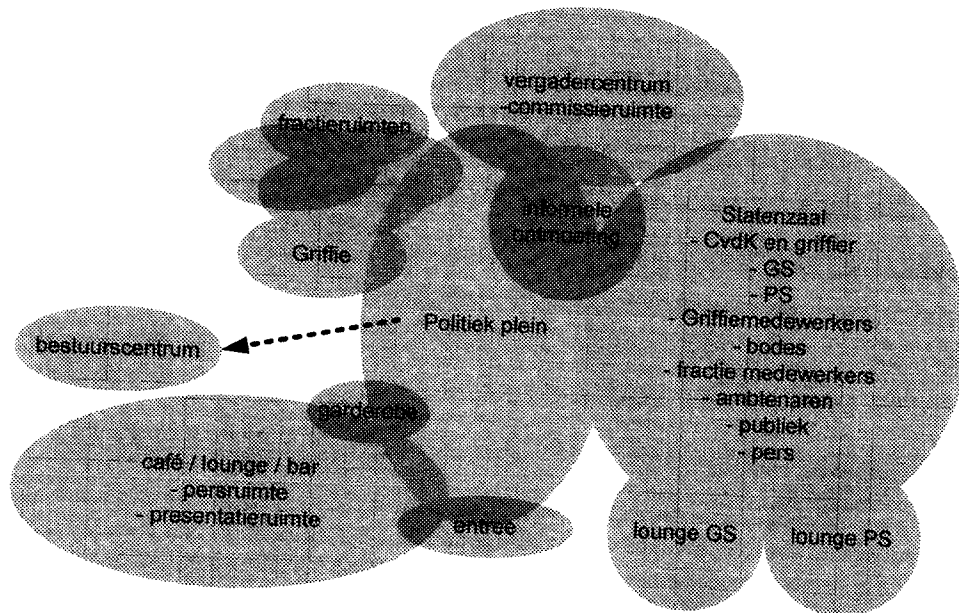 vergadercentrum
-commissieruimte
fractieruimten
informele
ontmoeting
Griffie
Statenzaal
- CvdK en griffier
- GS
- PS
- Griffiemedewerkers
- bodes
- fractie medewerkers
- ambtenaren
- publiek
- pers
Politiek plein
bestuurscentrum
garderobe
café / lounge / bar
- persruimte
- presentatieruimte
entree
lounge GS
lounge PS